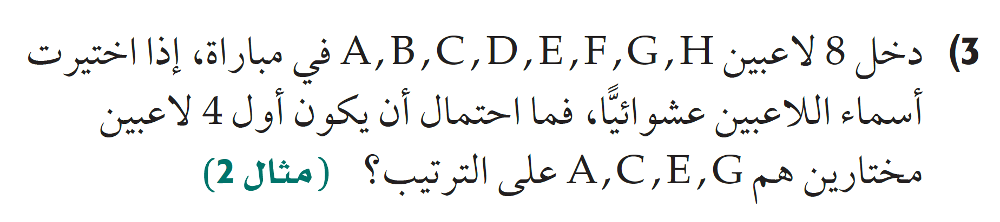 3) دخل 8 لاعبين A,B,C,D,E,F,G,H في مباراة، إذا اختيرت
أسماء اللاعبين عشوائيًّا، فما احتمال أن يكون أول 4 لاعبين
مختارين هم A,C,E,G على الترتيب؟ (مثال 2)